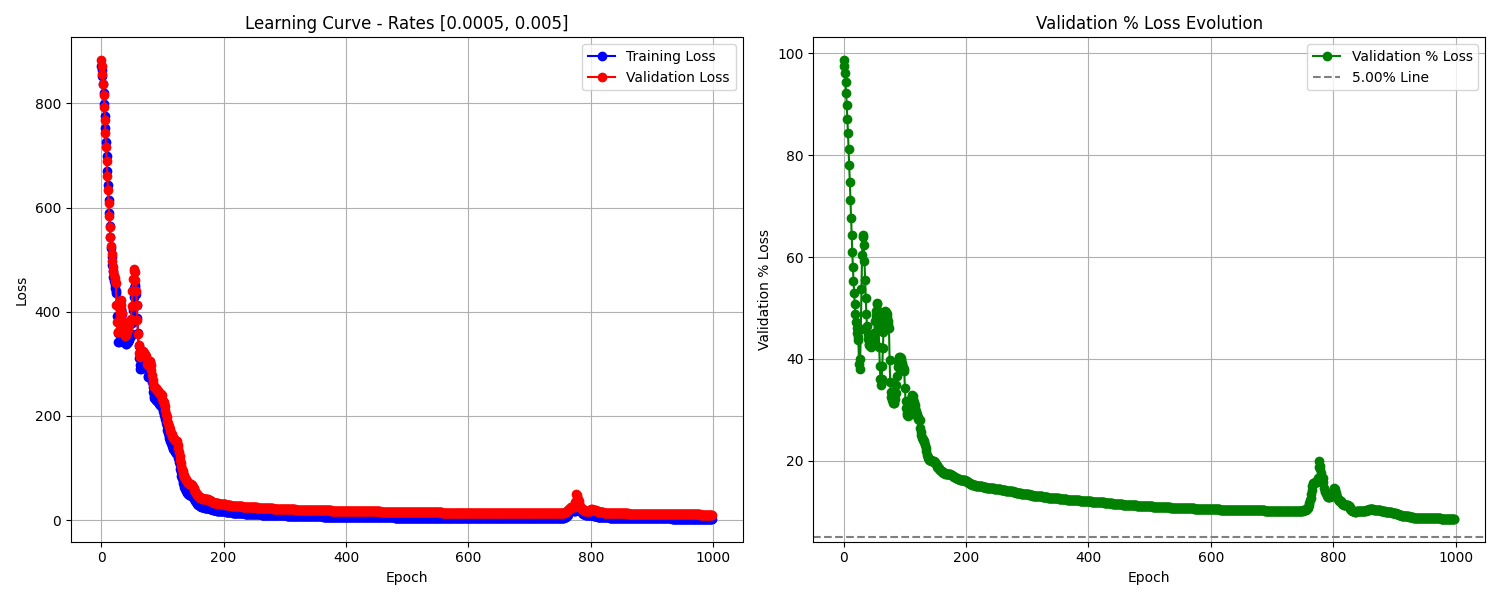 Learning Curve - Rates [0.0005, 0.005]
Training Loss
Validation Loss
800
600
400
200
0
Loss
0 200 400 600 800 1000
Epoch
Validation % Loss Evolution
Validation % Loss
5.00% Line
100
80
60
40
20
Validation % Loss
0 200 400 600 800 1000
Epoch